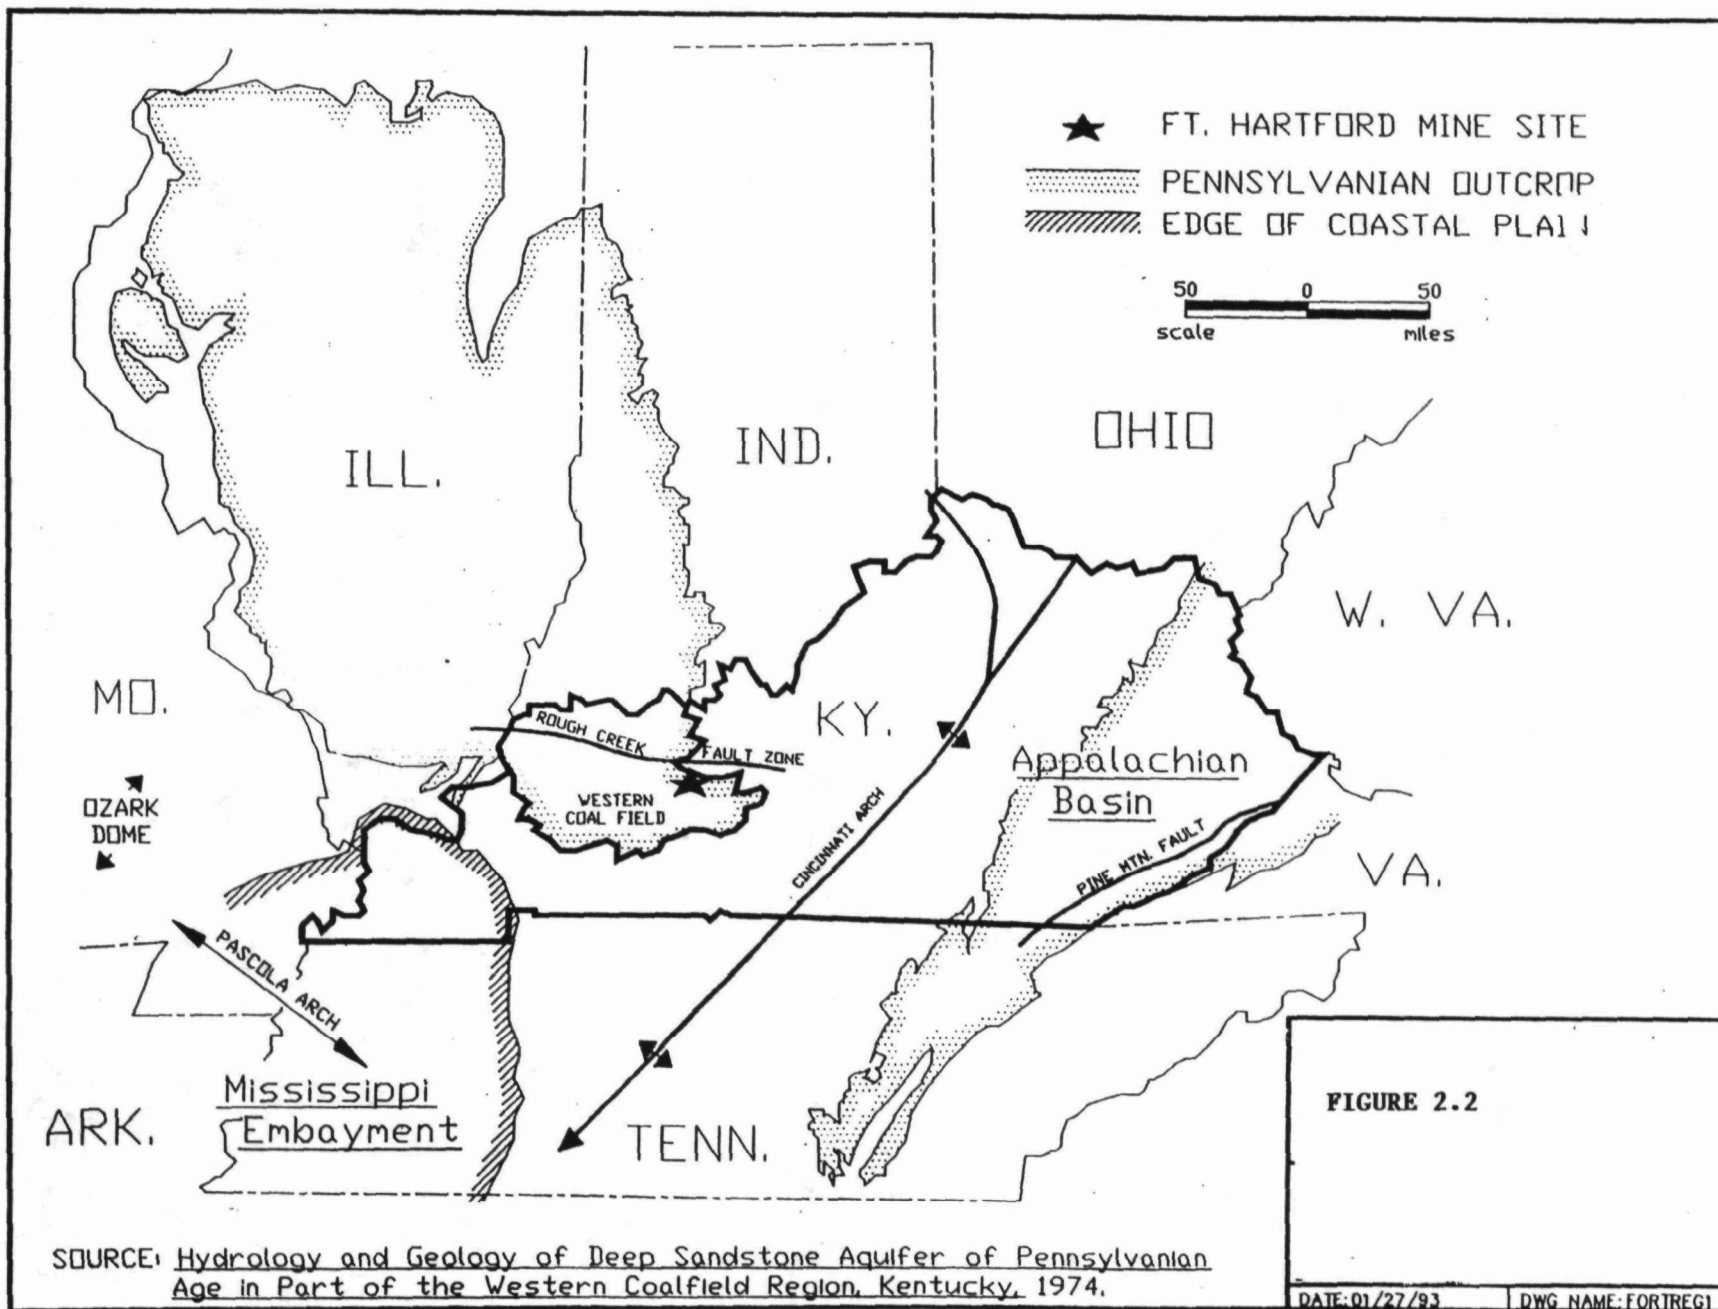 FT. HARTFORD MINE SITE
PENNSYLVANIAN OUTCROP
EDGE OF COASTAL PLAIN
50 0 50
scale miles
OHIO
IND.
ILL.
W. VA.
MO.
KY.
ROUGH CREEK FAULT ZONE
Appalachian
Basin
OZARK
DOME
WESTERN
COAL FIELD
CINCINNATI ARCH
PINE MTN. FAULT
VA.
PASCOLA ARCH
Mississippi
Embayment
ARK.
TENN.
FIGURE 2.2
SOURCE: Hydrology and Geology of Deep Sandstone Aquifer of Pennsylvanian
Age in Part of the Western Coalfield Region, Kentucky, 1974.
DATE:01/27/93 DWG NAME:FORTREG1